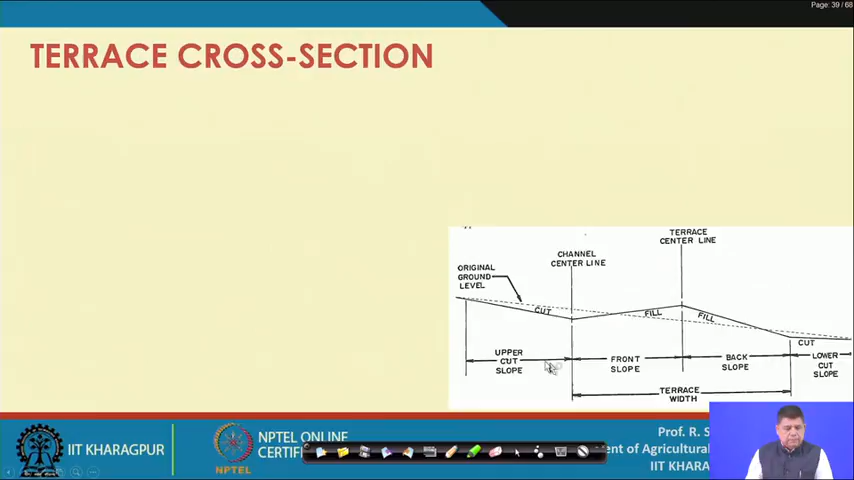 Page: 39 / 68
TERRACE CROSS-SECTION
TERRACE
CENTER LINE
CHANNEL
CENTER LINE
ORIGINAL
GROUND
LEVEL
CUT
FILL
FILL
CUT
UPPER
CUT
SLOPE
FRONT
SLOPE
BACK
SLOPE
LOWER
CUT
SLOPE
TERRACE
WIDTH
IIT KHARAGPUR
NPTEL
NPTEL ONLINE
CERTIFI
Prof. R. S
ent of Agricultural
IIT KHARA